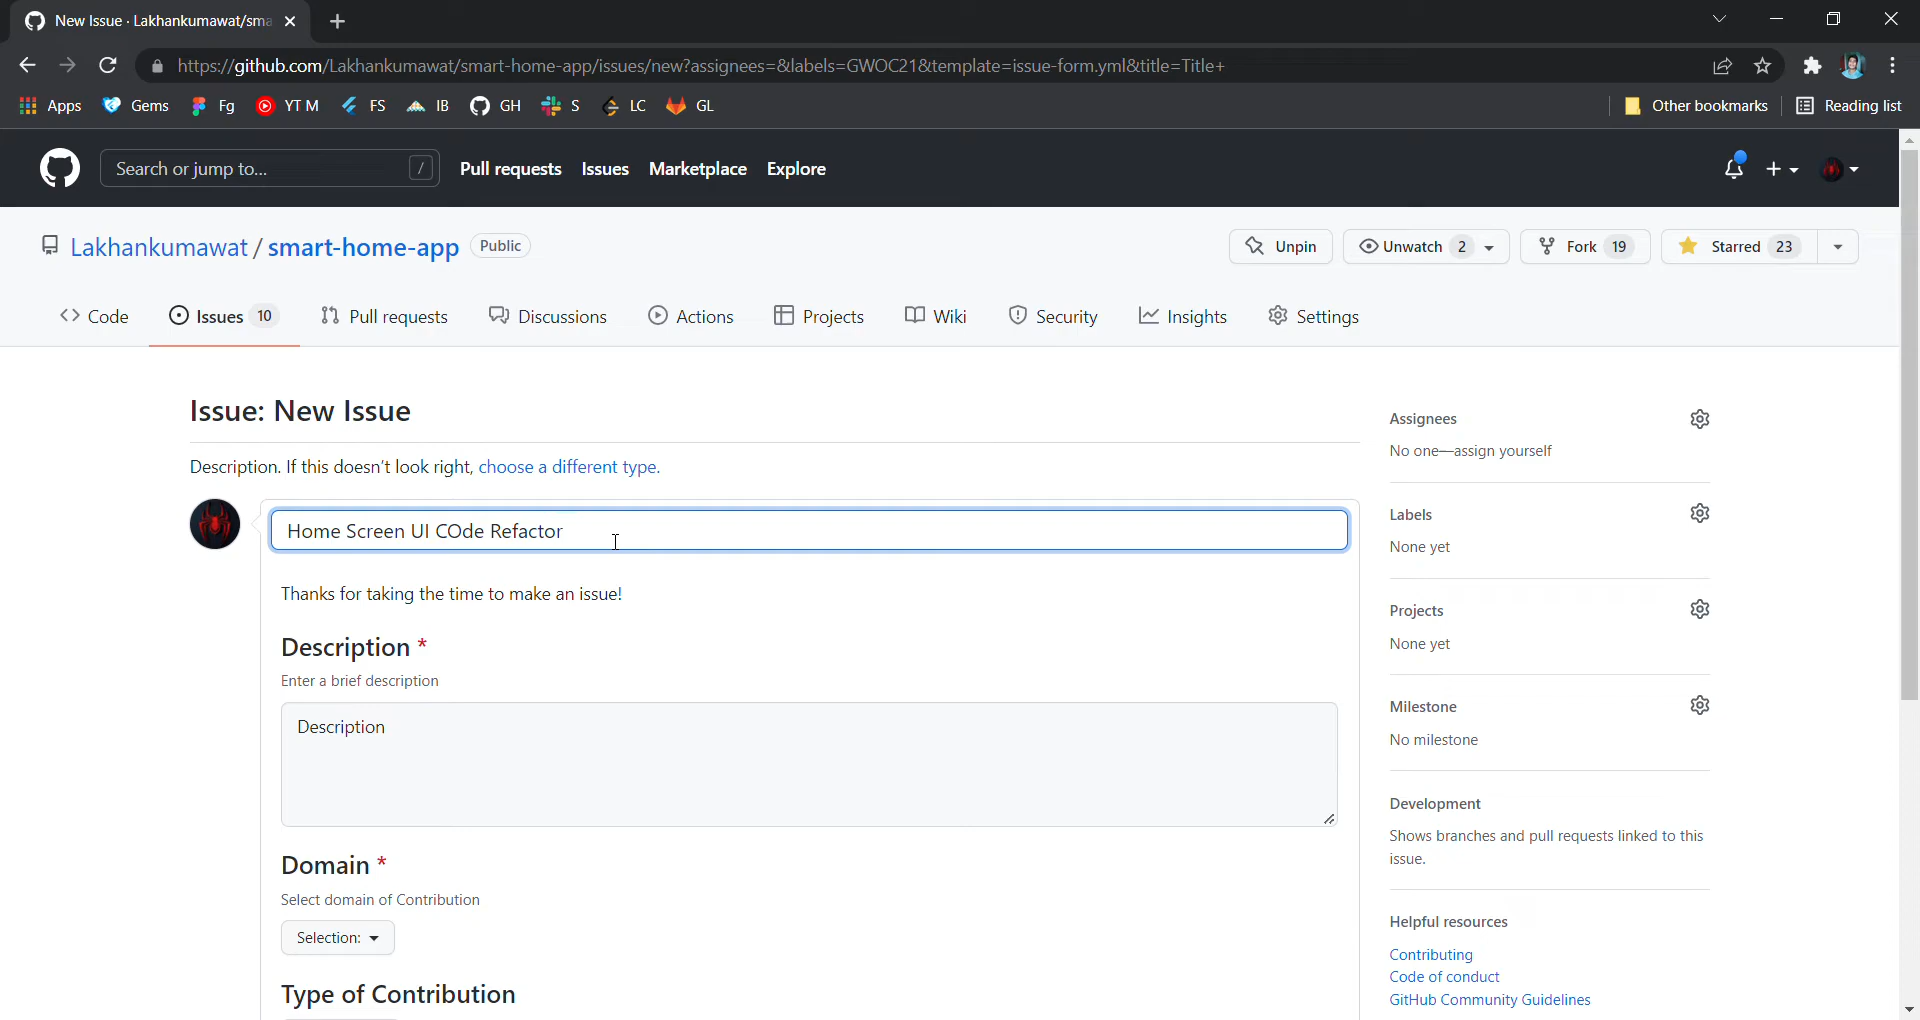 New Issue · Lakhankumawat/sma
https://github.com/Lakhankumawat/smart-home-app/issues/new?assignees=&labels=GWOC21&template=issue-form.yml&title=Title+
Apps Gems Fg YT M FS IB GH S LC GL Other bookmarks Reading list
Search or jump to... / Pull requests Issues Marketplace Explore
Lakhankumawat / smart-home-app Public Unpin Unwatch 2 Fork 19 Starred 23
Code Issues 10 Pull requests Discussions Actions Projects Wiki Security Insights Settings
Issue: New Issue
Description. If this doesn't look right, choose a different type.
Home Screen UI COde Refactor
Thanks for taking the time to make an issue!
Description *
Enter a brief description
Description
Domain *
Select domain of Contribution
Selection:
Type of Contribution
Assignees
No one—assign yourself
Labels
None yet
Projects
None yet
Milestone
No milestone
Development
Shows branches and pull requests linked to this
issue.
Helpful resources
Contributing
Code of conduct
GitHub Community Guidelines